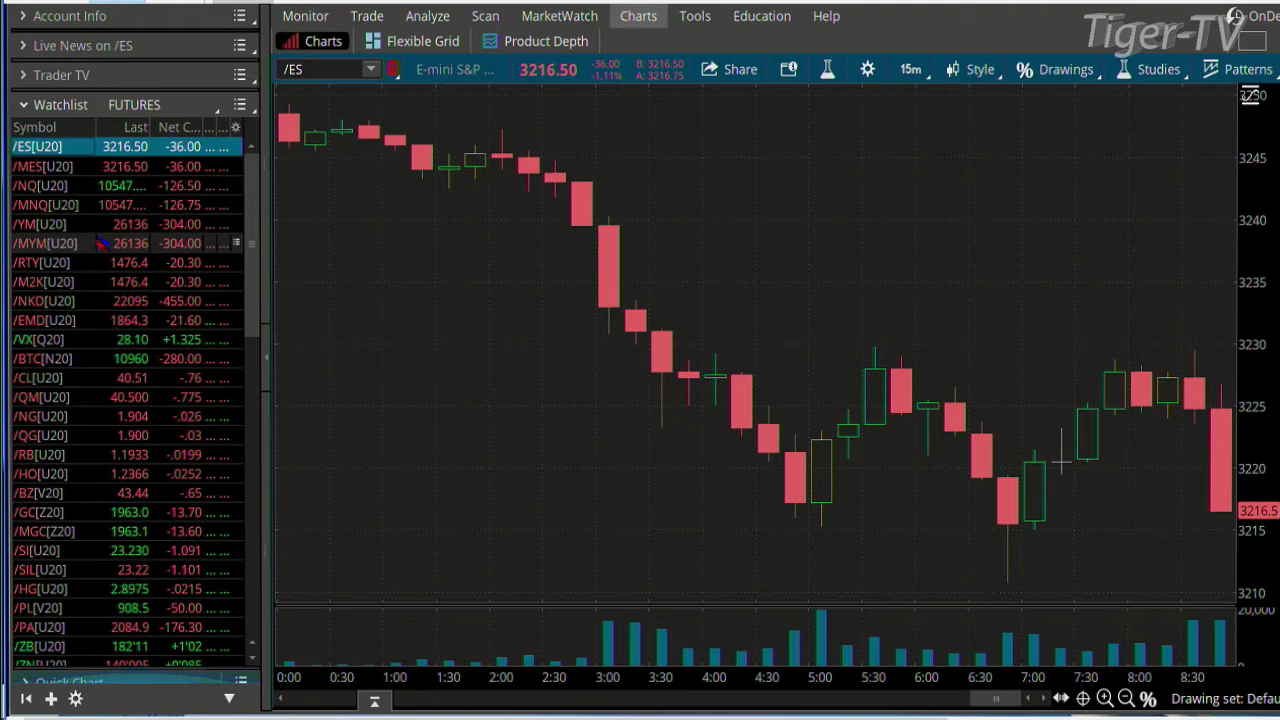 Account Info
Live News on /ES
Trader TV
Watchlist FUTURES
Symbol Last Net C... ... ...
/ES[U20] 3216.50 -36.00 ... ...
/MES[U20] 3216.50 -36.00 ... ...
/NQ[U20] 10547.... -126.50 ... ...
/MNQ[U20] 10547.... -126.75 ... ...
/YM[U20] 26136 -304.00 ... ...
/MYM[U20] 26136 -304.00 ... ...
/RTY[U20] 1476.4 -20.30 ... ...
/M2K[U20] 1476.4 -20.30 ... ...
/NKD[U20] 22095 -455.00 ... ...
/EMD[U20] 1864.3 -21.60 ... ...
/VX[Q20] 28.10 +1.325 ... ...
/BTC[N20] 10960 -280.00 ... ...
/CL[U20] 40.51 -.76 ... ...
/QM[U20] 40.500 -.775 ... ...
/NG[U20] 1.904 -.026 ... ...
/QG[U20] 1.900 -.03 ... ...
/RB[U20] 1.1933 -.0199 ... ...
/HO[U20] 1.2366 -.0252 ... ...
/BZ[V20] 43.44 -.65 ... ...
/GC[Z20] 1963.0 -13.70 ... ...
/MGC[Z20] 1963.1 -13.60 ... ...
/SI[U20] 23.230 -1.091 ... ...
/SIL[U20] 23.22 -1.101 ... ...
/HG[U20] 2.8975 -.0215 ... ...
/PL[V20] 908.5 -50.00 ... ...
/PA[U20] 2084.9 -176.30 ... ...
/ZB[U20] 182'11 +1'02 ... ...
/ZN[U20] 140'005 +0'085 ... ...
Quick Chart
Monitor Trade Analyze Scan MarketWatch Charts Tools Education Help
Tiger-TV
OnDe
Charts Flexible Grid Product Depth
/ES E-mini S&P ... 3216.50 -36.00 -1.11% B: 3216.50 A: 3216.75 Share 15m Style Drawings Studies Patterns
3245
3240
3235
3230
3225
3220
3216.5
3215
3210
20,000
0
0:00 0:30 1:00 1:30 2:00 2:30 3:00 3:30 4:00 4:30 5:00 5:30 6:00 6:30 7:00 7:30 8:00 8:30
Drawing set: Defau